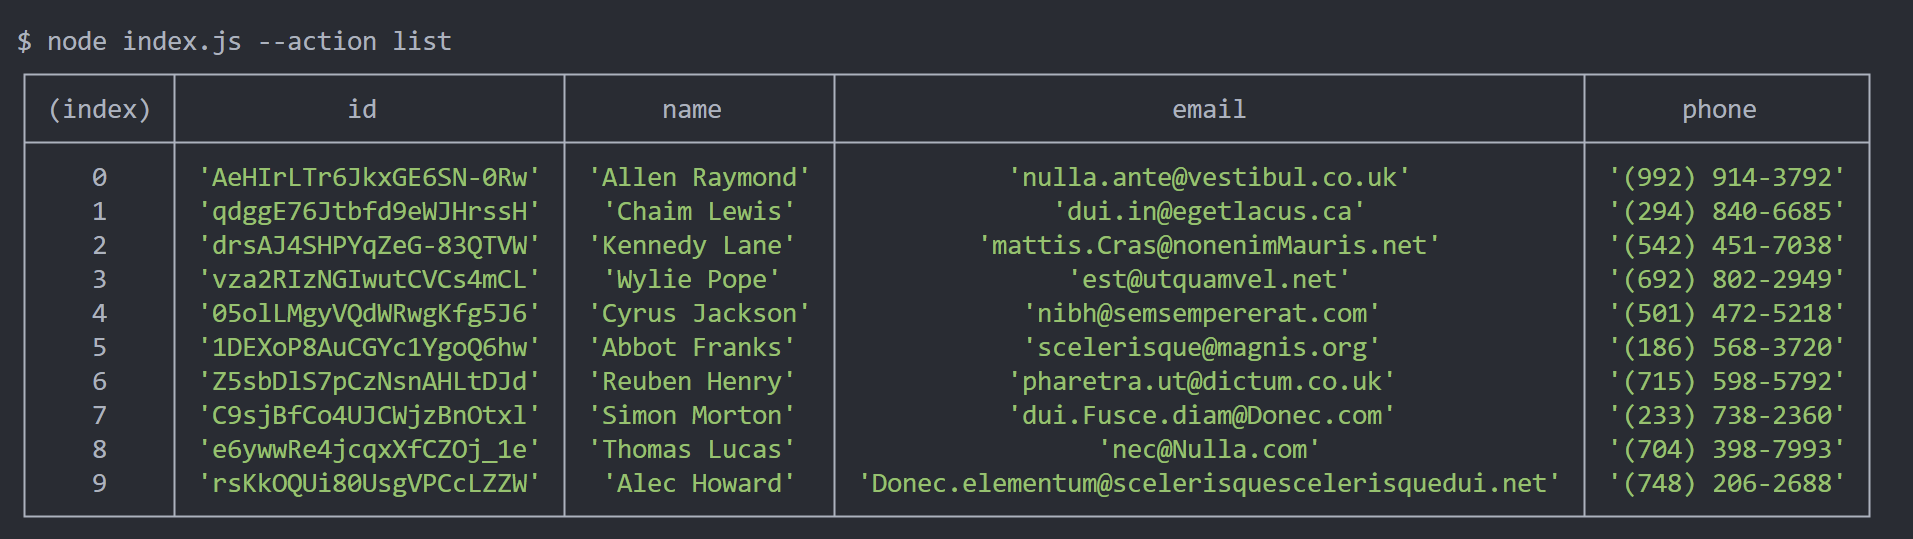 $ node index.js --action list
(index) id name email phone
0 'AeHIrLTr6JkxGE6SN-0Rw' 'Allen Raymond' 'nulla.ante@vestibul.co.uk' '(992) 914-3792'
1 'qdggE76Jtbfd9eWJHrssH' 'Chaim Lewis' 'dui.in@egetlacus.ca' '(294) 840-6685'
2 'drsAJ4SHPYqZeG-83QTVW' 'Kennedy Lane' 'mattis.Cras@nonenimMauris.net' '(542) 451-7038'
3 'vza2RIzNGIwutCVCs4mCL' 'Wylie Pope' 'est@utquamvel.net' '(692) 802-2949'
4 '05olLMgyVQdWRwgKfg5J6' 'Cyrus Jackson' 'nibh@semsempererat.com' '(501) 472-5218'
5 '1DEXoP8AuCGYc1YgoQ6hw' 'Abbot Franks' 'scelerisque@magnis.org' '(186) 568-3720'
6 'Z5sbDlS7pCzNsnAHLtDJd' 'Reuben Henry' 'pharetra.ut@dictum.co.uk' '(715) 598-5792'
7 'C9sjBfCo4UJCWjzBnOtxl' 'Simon Morton' 'dui.Fusce.diam@Donec.com' '(233) 738-2360'
8 'e6ywwRe4jcqxXfCZOj_1e' 'Thomas Lucas' 'nec@Nulla.com' '(704) 398-7993'
9 'rsKkOQUi80UsgVPCcLZZW' 'Alec Howard' 'Donec.elementum@scelerisquescelerisquedui.net' '(748) 206-2688'